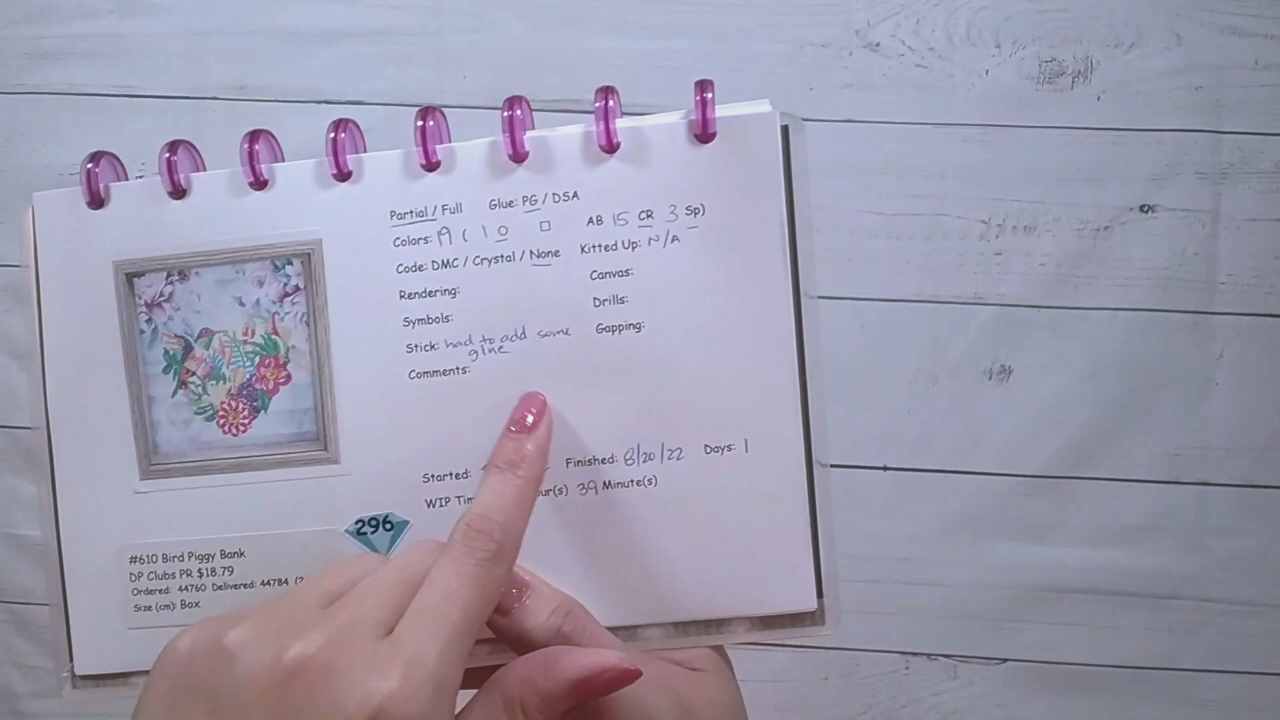 Partial / Full Glue: PG / DSA
Colors: 19 ( 10 □ AB 15 CR 3 Sp)
Code: DMC / Crystal / None Kitted Up: N/A
Rendering: Canvas:
Symbols: Drills:
Stick: had to add some glue Gapping:
Comments:
Started: Finished: 8/20/22 Days: 1
WIP 39 Minute(s)
296
#610 Bird Piggy Bank
DP Clubs PR $18.79
Ordered: 44760 Delivered: 44784
Size (cm): Box